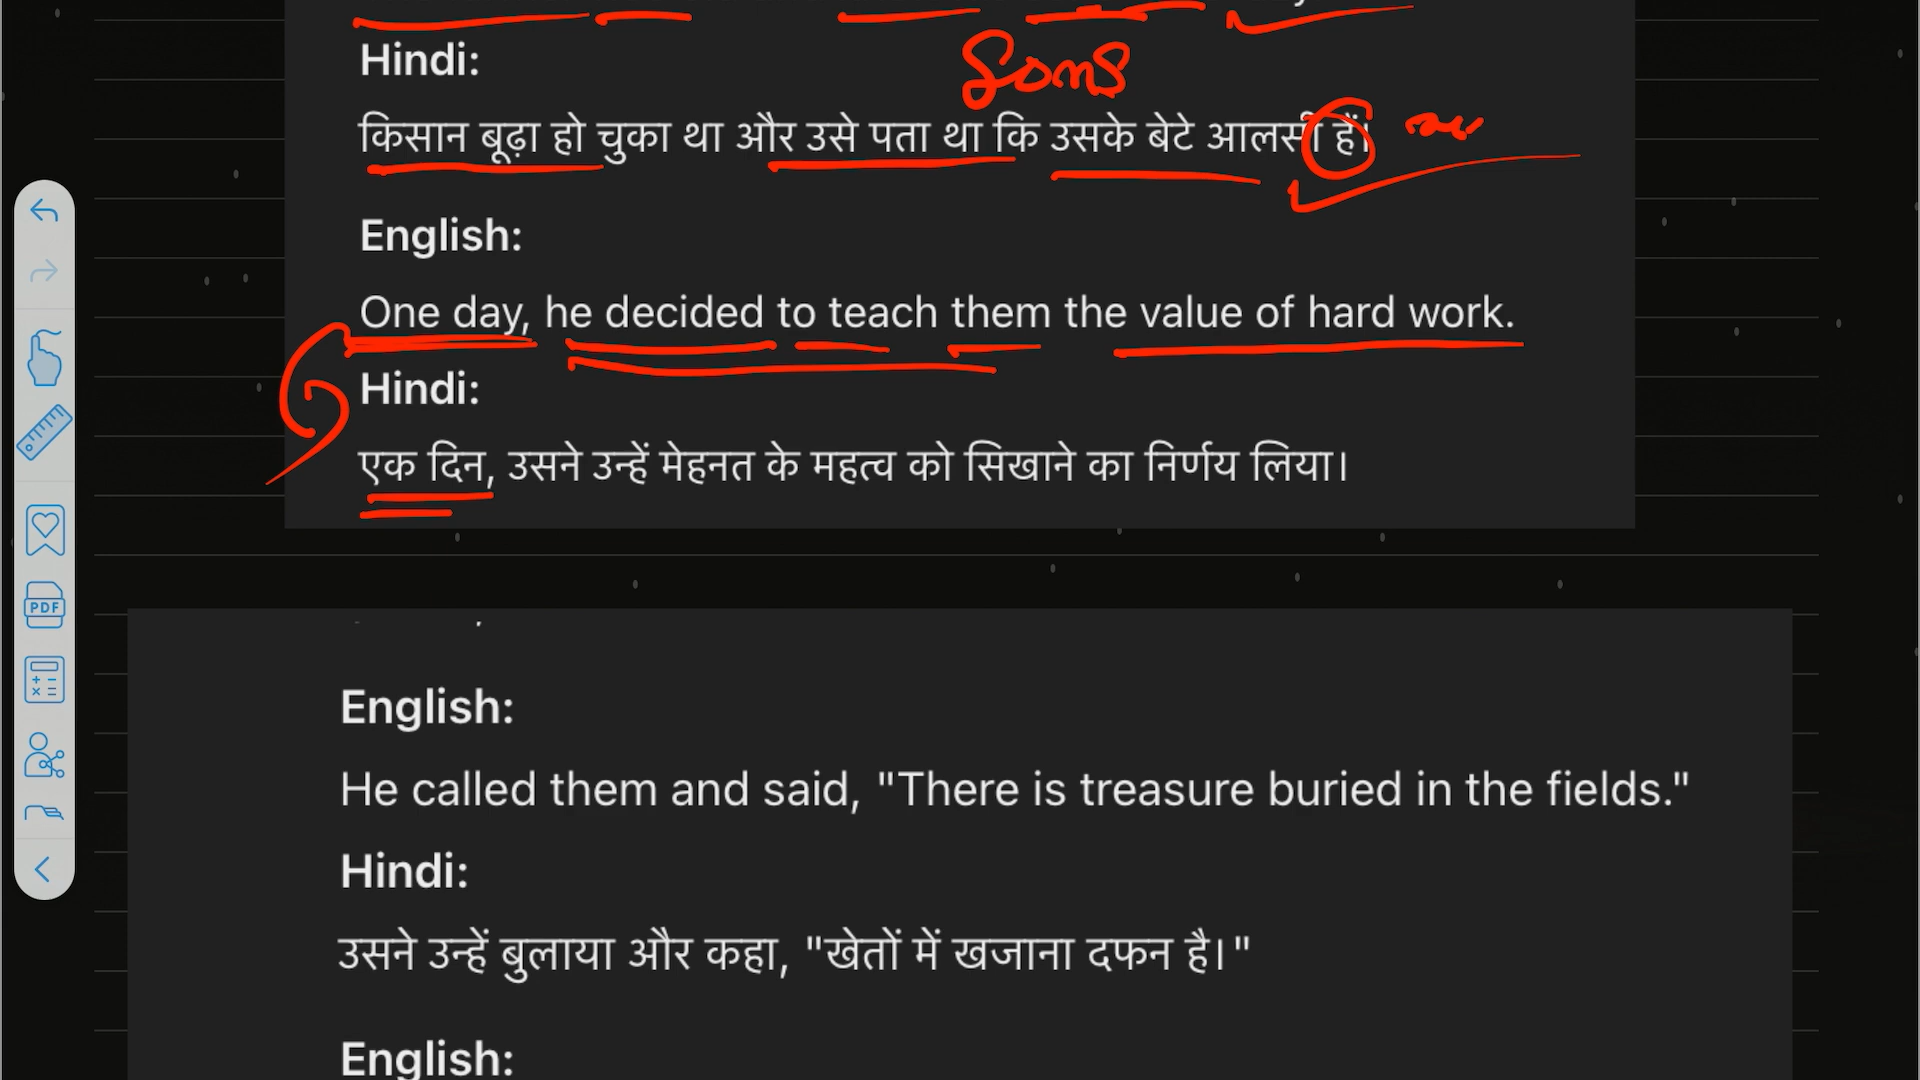 Hindi:
sons
किसान बूढ़ा हो चुका था और उसे पता था कि उसके बेटे आलसी हैं।
English:
One day, he decided to teach them the value of hard work.
Hindi:
एक दिन, उसने उन्हें मेहनत के महत्व को सिखाने का निर्णय लिया।
PDF
English:
He called them and said, "There is treasure buried in the fields."
Hindi:
उसने उन्हें बुलाया और कहा, "खेतों में खजाना दफन है।"
English: